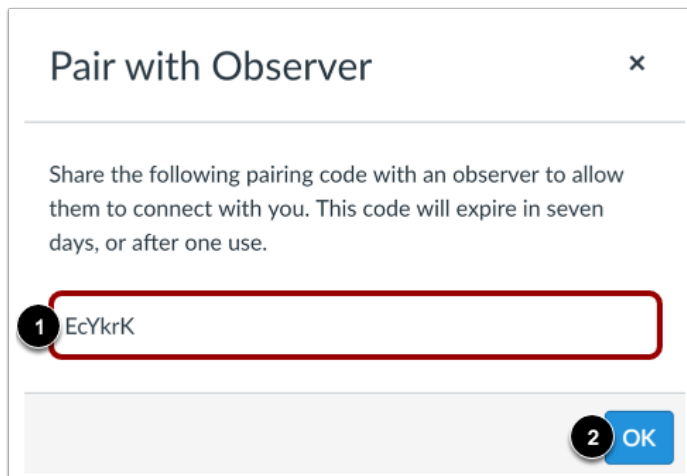 Pair with Observer ×
Share the following pairing code with an observer to allow
them to connect with you. This code will expire in seven
days, or after one use.
1 EcYkrK
2 OK